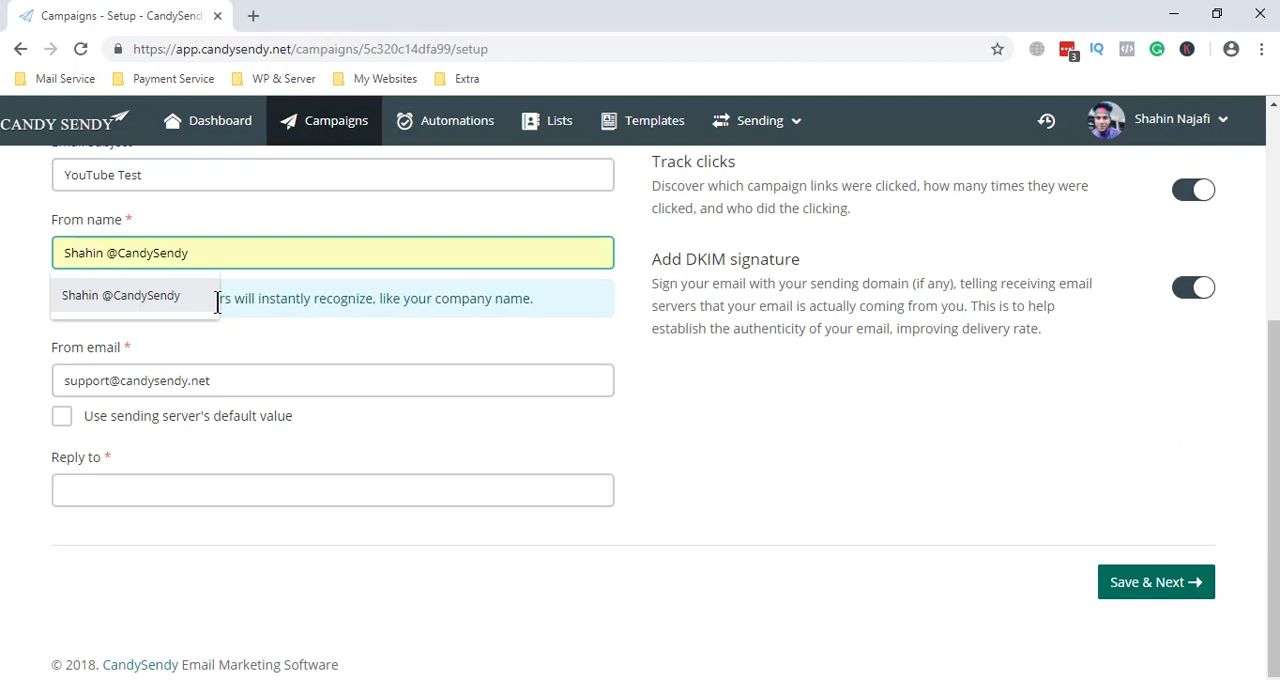 Campaigns - Setup - CandySend
https://app.candysendy.net/campaigns/5c320c14dfa99/setup
3
IQ
K
Mail Service
Payment Service
WP & Server
My Websites
Extra
CANDY SENDY
Dashboard
Campaigns
Automations
Lists
Templates
Sending
Shahin Najafi
Email subject
YouTube Test
From name *
Shahin @CandySendy
Shahin @CandySendy
rs will instantly recognize, like your company name.
From email *
support@candysendy.net
Use sending server's default value
Reply to *
Track clicks
Discover which campaign links were clicked, how many times they were
clicked, and who did the clicking.
Add DKIM signature
Sign your email with your sending domain (if any), telling receiving email
servers that your email is actually coming from you. This is to help
establish the authenticity of your email, improving delivery rate.
Save & Next
© 2018. CandySendy Email Marketing Software